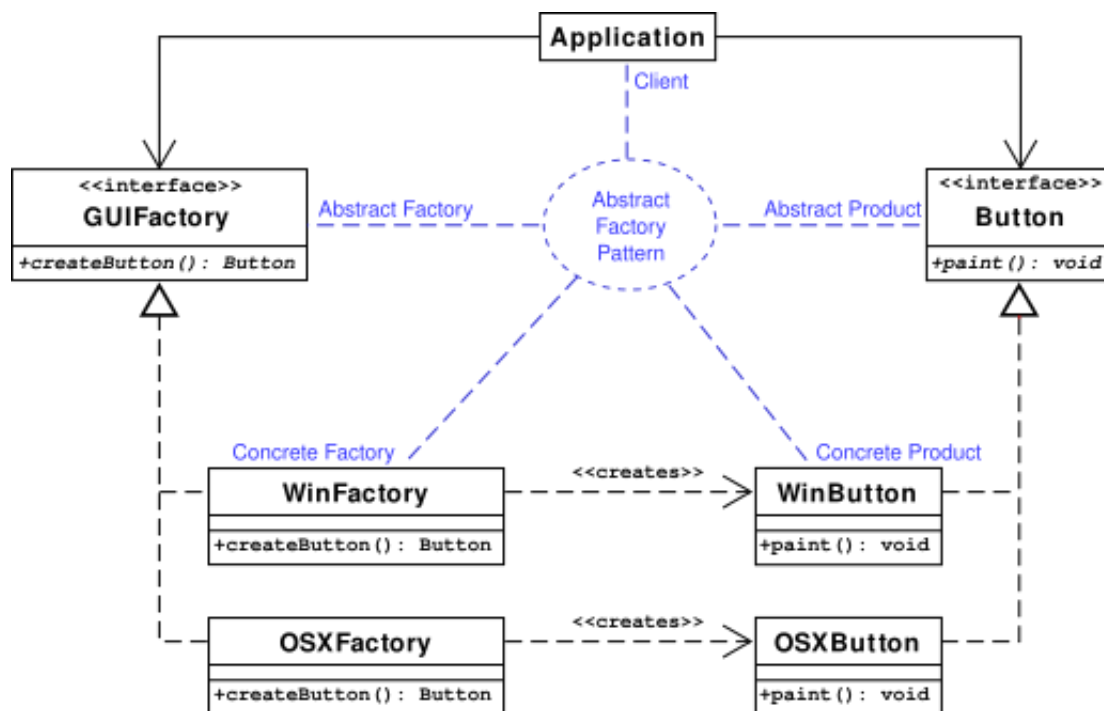 Application
Client
<<interface>>
GUIFactory
+createButton(): Button
Abstract Factory
Abstract
Factory
Pattern
Abstract Product
<<interface>>
Button
+paint(): void
Concrete Factory
WinFactory
+createButton(): Button
<<creates>>
Concrete Product
WinButton
+paint(): void
OSXFactory
+createButton(): Button
<<creates>>
OSXButton
+paint(): void